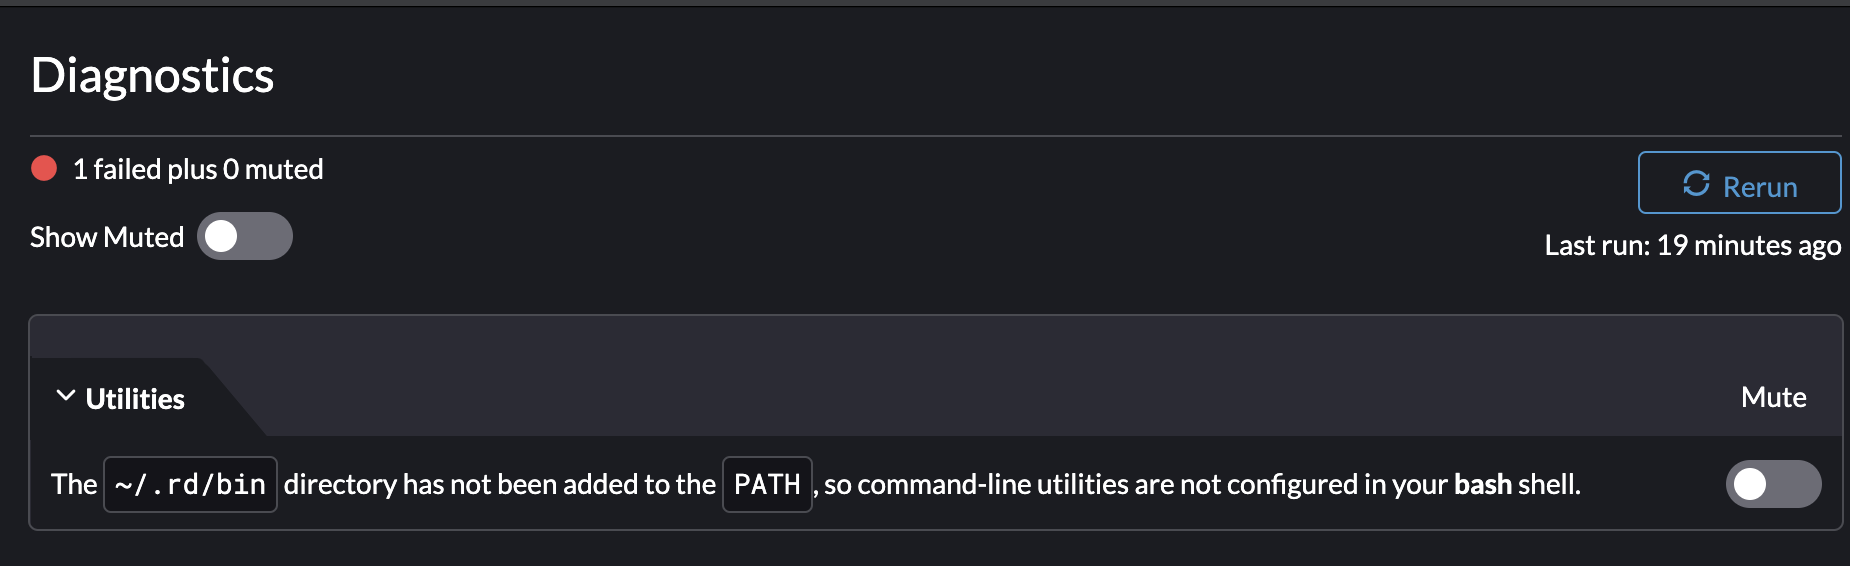 Diagnostics
1 failed plus 0 muted
Rerun
Show Muted
Last run: 19 minutes ago
Utilities
Mute
The ~/.rd/bin directory has not been added to the PATH, so command-line utilities are not configured in your bash shell.